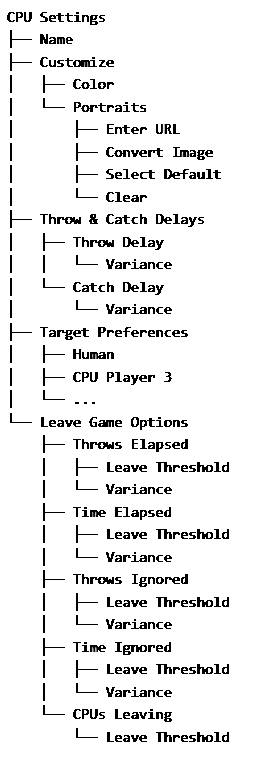 CPU Settings
├── Name
├── Customize
│   ├── Color
│   └── Portraits
│       ├── Enter URL
│       ├── Convert Image
│       ├── Select Default
│       └── Clear
├── Throw & Catch Delays
│   ├── Throw Delay
│   │   └── Variance
│   └── Catch Delay
│       └── Variance
├── Target Preferences
│   ├── Human
│   ├── CPU Player 3
│   └── ...
└── Leave Game Options
    ├── Throws Elapsed
    │   ├── Leave Threshold
    │   └── Variance
    ├── Time Elapsed
    │   ├── Leave Threshold
    │   └── Variance
    ├── Throws Ignored
    │   ├── Leave Threshold
    │   └── Variance
    ├── Time Ignored
    │   ├── Leave Threshold
    │   └── Variance
    └── CPUs Leaving
        └── Leave Threshold